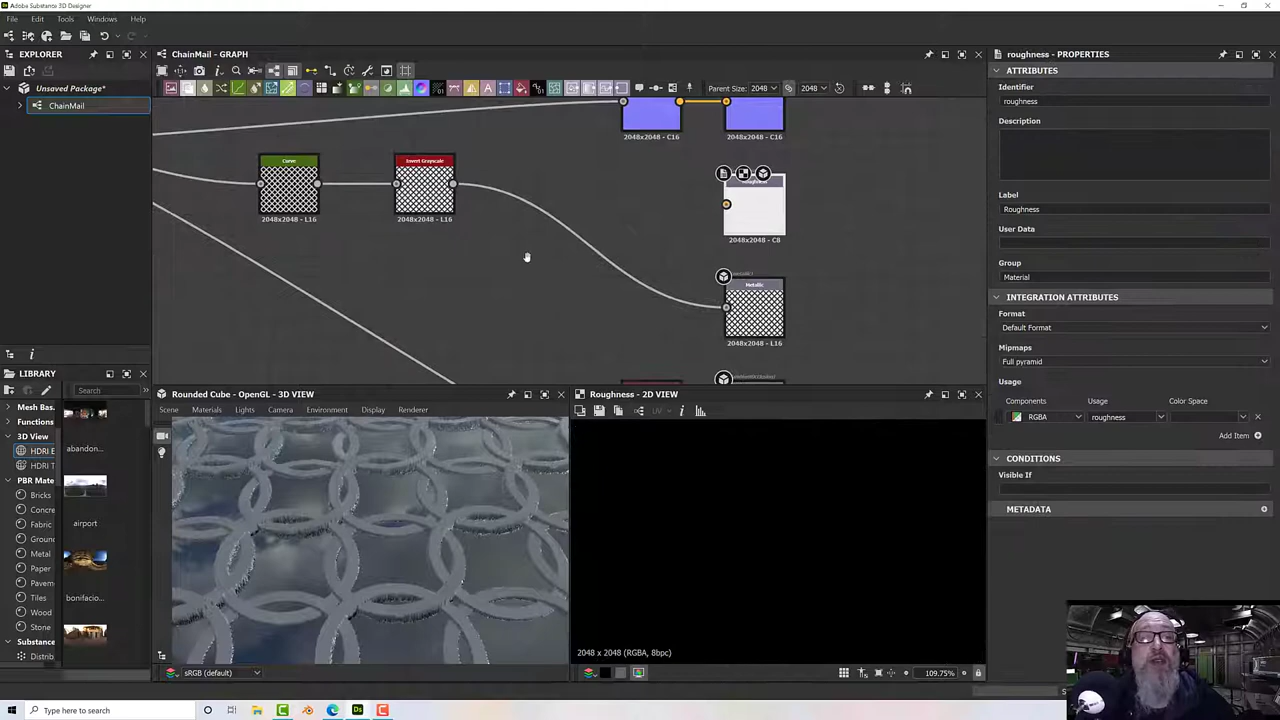 Adobe Substance 3D Designer
File Edit Tools Windows Help
EXPLORER
Unsaved Package*
ChainMail
ChainMail - GRAPH
Parent Size: 2048 2048
2048x2048 - C16
2048x2048 - C16
Curve
2048x2048 - L16
Invert Grayscale
2048x2048 - L16
2048x2048 - C8
Metallic
2048x2048 - L16
LIBRARY
Search
Mesh Bas.
Functions
3D View
HDRI E
HDRI T
PBR Mate
Bricks
Concre
Fabric
Ground
Metal
Paper
Pavem
Tiles
Wood
Stone
Substanc
Distrib
abandon...
airport
bonifacio...
Rounded Cube - OpenGL - 3D VIEW
Scene Materials Lights Camera Environment Display Renderer
sRGB (default)
Roughness - 2D VIEW
UV
2048 x 2048 (RGBA, 8bpc)
109.75%
roughness - PROPERTIES
ATTRIBUTES
Identifier
roughness
Description
Label
Roughness
User Data
Group
Material
INTEGRATION ATTRIBUTES
Format
Default Format
Mipmaps
Full pyramid
Usage
Components Usage Color Space
RGBA roughness
Add Item
CONDITIONS
Visible If
METADATA
Type here to search
Ds